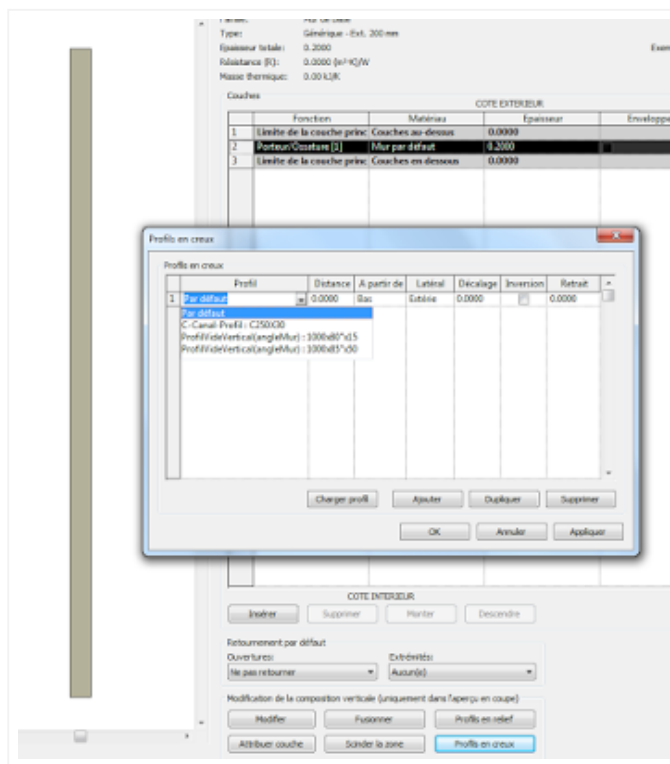 Famille: Mur de base
Type: Générique - Ext. 200 mm
Epaisseur totale: 0.2000
Résistance (R): 0.0000 (m²·K)/W
Masse thermique: 0.00 kJ/K
Couches
COTE EXTERIEUR
Fonction Matériau Epaisseur Enveloppe
1 Limite de la couche princ Couches au-dessus 0.0000
2 Porteur/Ossature [1] Mur par défaut 0.2000
3 Limite de la couche princ Couches en dessous 0.0000
Profils en creux
Profils en creux
Profil Distance A partir de Latéral Décalage Inversion Retrait
1 Par défaut 0.0000 Bas Extérie 0.0000 0.0000
Par défaut
C-Canal-Profil : C250X30
ProfilVideVertical(angleMur) : 1000x80°x15
ProfilVideVertical(angleMur) : 1000x85°x50
Charger profil Ajouter Dupliquer Supprimer
OK Annuler Appliquer
COTE INTERIEUR
Insérer Supprimer Monter Descendre
Retournement par défaut
Ouvertures: Extrémités:
Ne pas retourner Aucun(e)
Modification de la composition verticale (uniquement dans l'aperçu en coupe)
Modifier Fusionner Profils en relief
Attribuer couche Scinder la zone Profils en creux